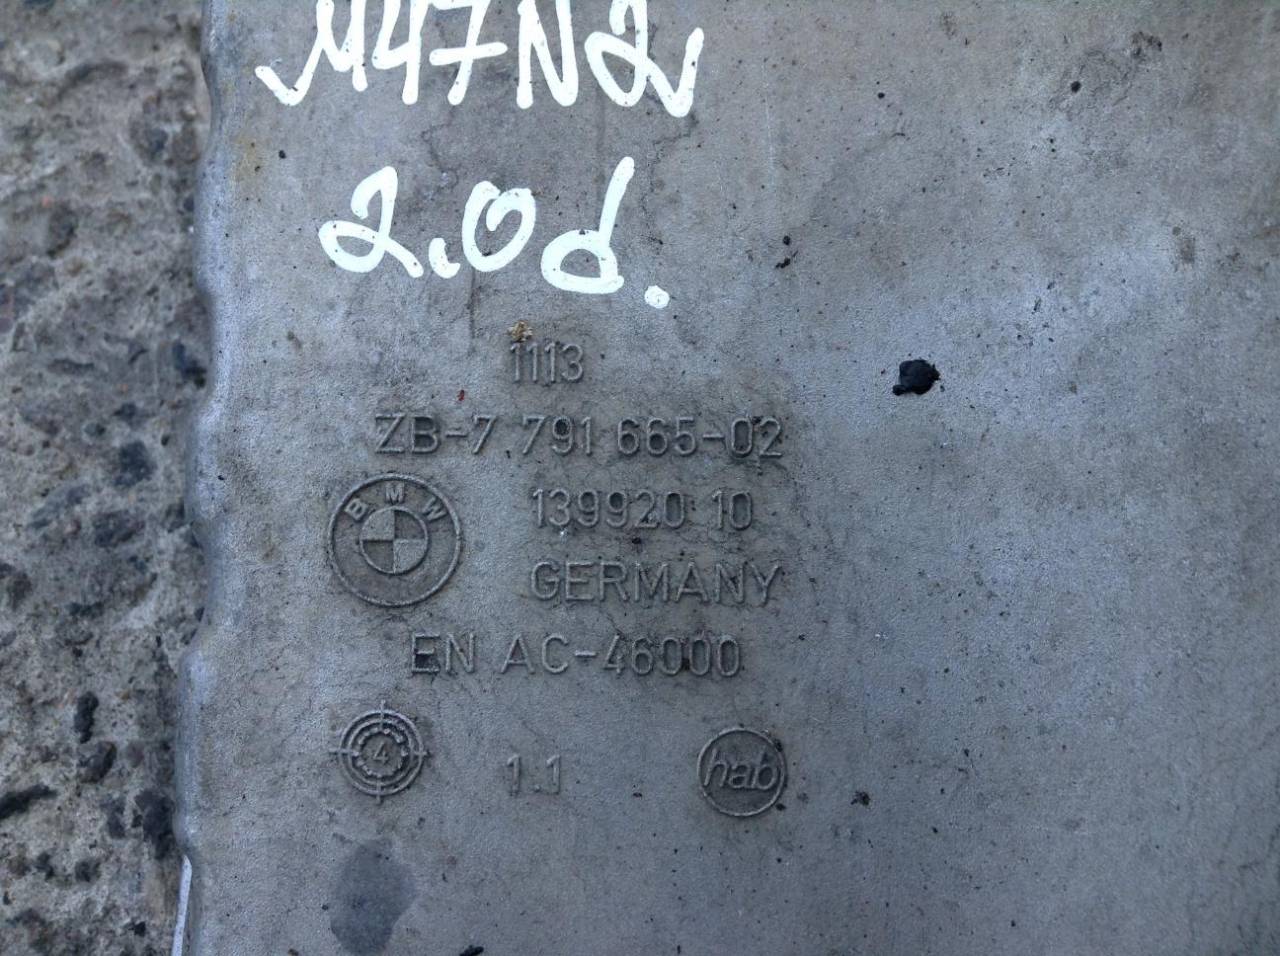 M47N2
2.0d.
1113
ZB-7 791 665-02
BMW
139920 10
GERMANY
EN AC-46000
4
1.1
hab